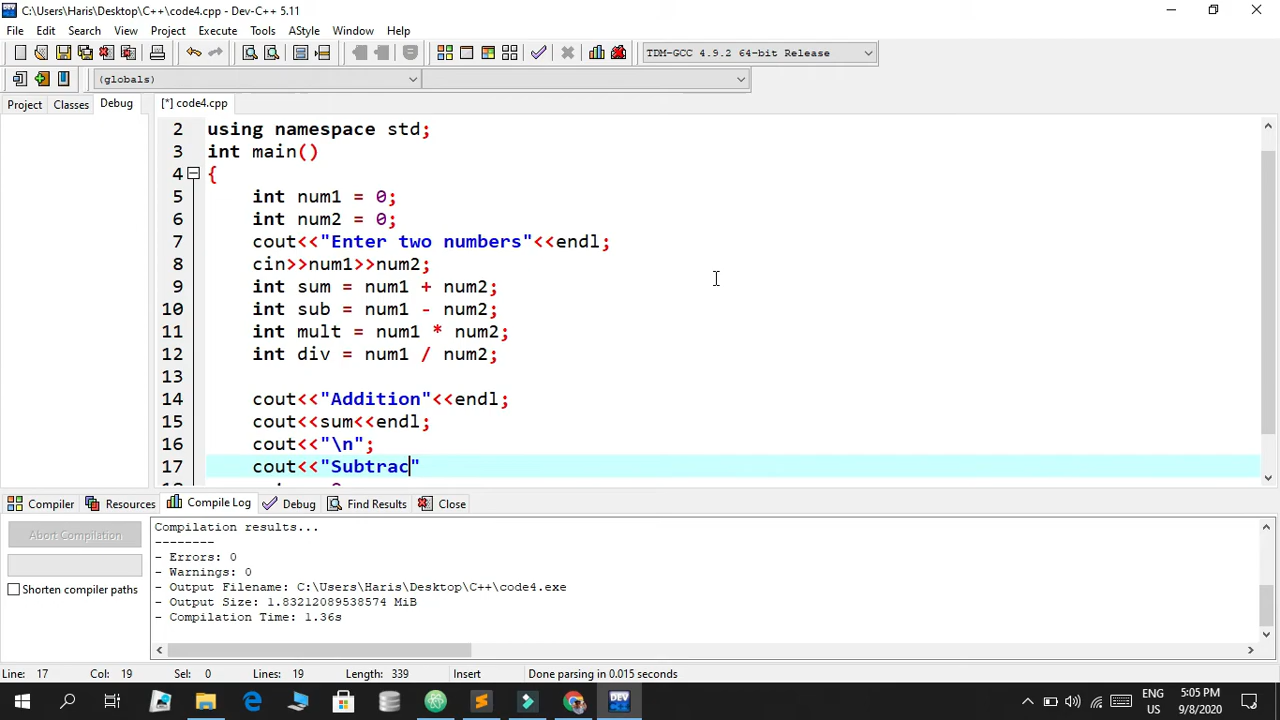 C:\Users\Haris\Desktop\C++\code4.cpp - Dev-C++ 5.11
File Edit Search View Project Execute Tools AStyle Window Help
TDM-GCC 4.9.2 64-bit Release
(globals)
Project Classes Debug [*] code4.cpp
2 using namespace std;
3 int main()
4 {
5 int num1 = 0;
6 int num2 = 0;
7 cout<<"Enter two numbers"<<endl;
8 cin>>num1>>num2;
9 int sum = num1 + num2;
10 int sub = num1 - num2;
11 int mult = num1 * num2;
12 int div = num1 / num2;
13
14 cout<<"Addition"<<endl;
15 cout<<sum<<endl;
16 cout<<"\n";
17 cout<<"Subtrac"
Compiler Resources Compile Log Debug Find Results Close
Abort Compilation
Shorten compiler paths
Compilation results...
--------
- Errors: 0
- Warnings: 0
- Output Filename: C:\Users\Haris\Desktop\C++\code4.exe
- Output Size: 1.83212089538574 MiB
- Compilation Time: 1.36s
Line: 17 Col: 19 Sel: 0 Lines: 19 Length: 339 Insert Done parsing in 0.015 seconds
DEV
ENG
US
5:05 PM
9/8/2020